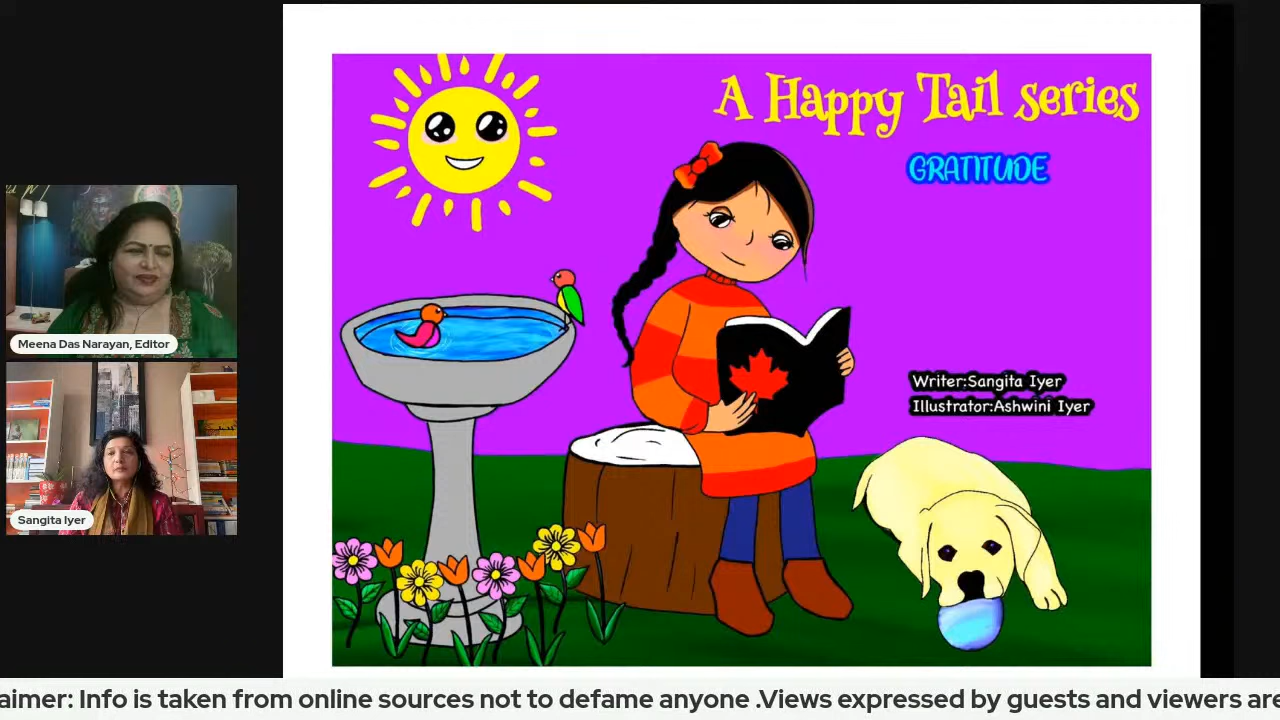 A Happy Tail series
GRATITUDE
Writer:Sangita Iyer
Illustrator:Ashwini Iyer
Meena Das Narayan, Editor
Sangita Iyer
aimer: Info is taken from online sources not to defame anyone .Views expressed by guests and viewers are